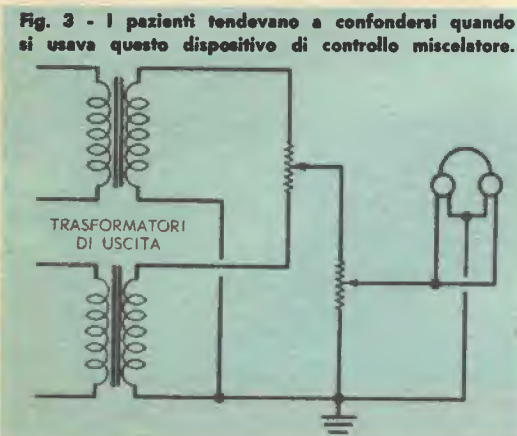 Fig. 3 - I pazienti tendevano a confondersi quando
si usava questo dispositivo di controllo miscelatore.
TRASFORMATORI
DI USCITA